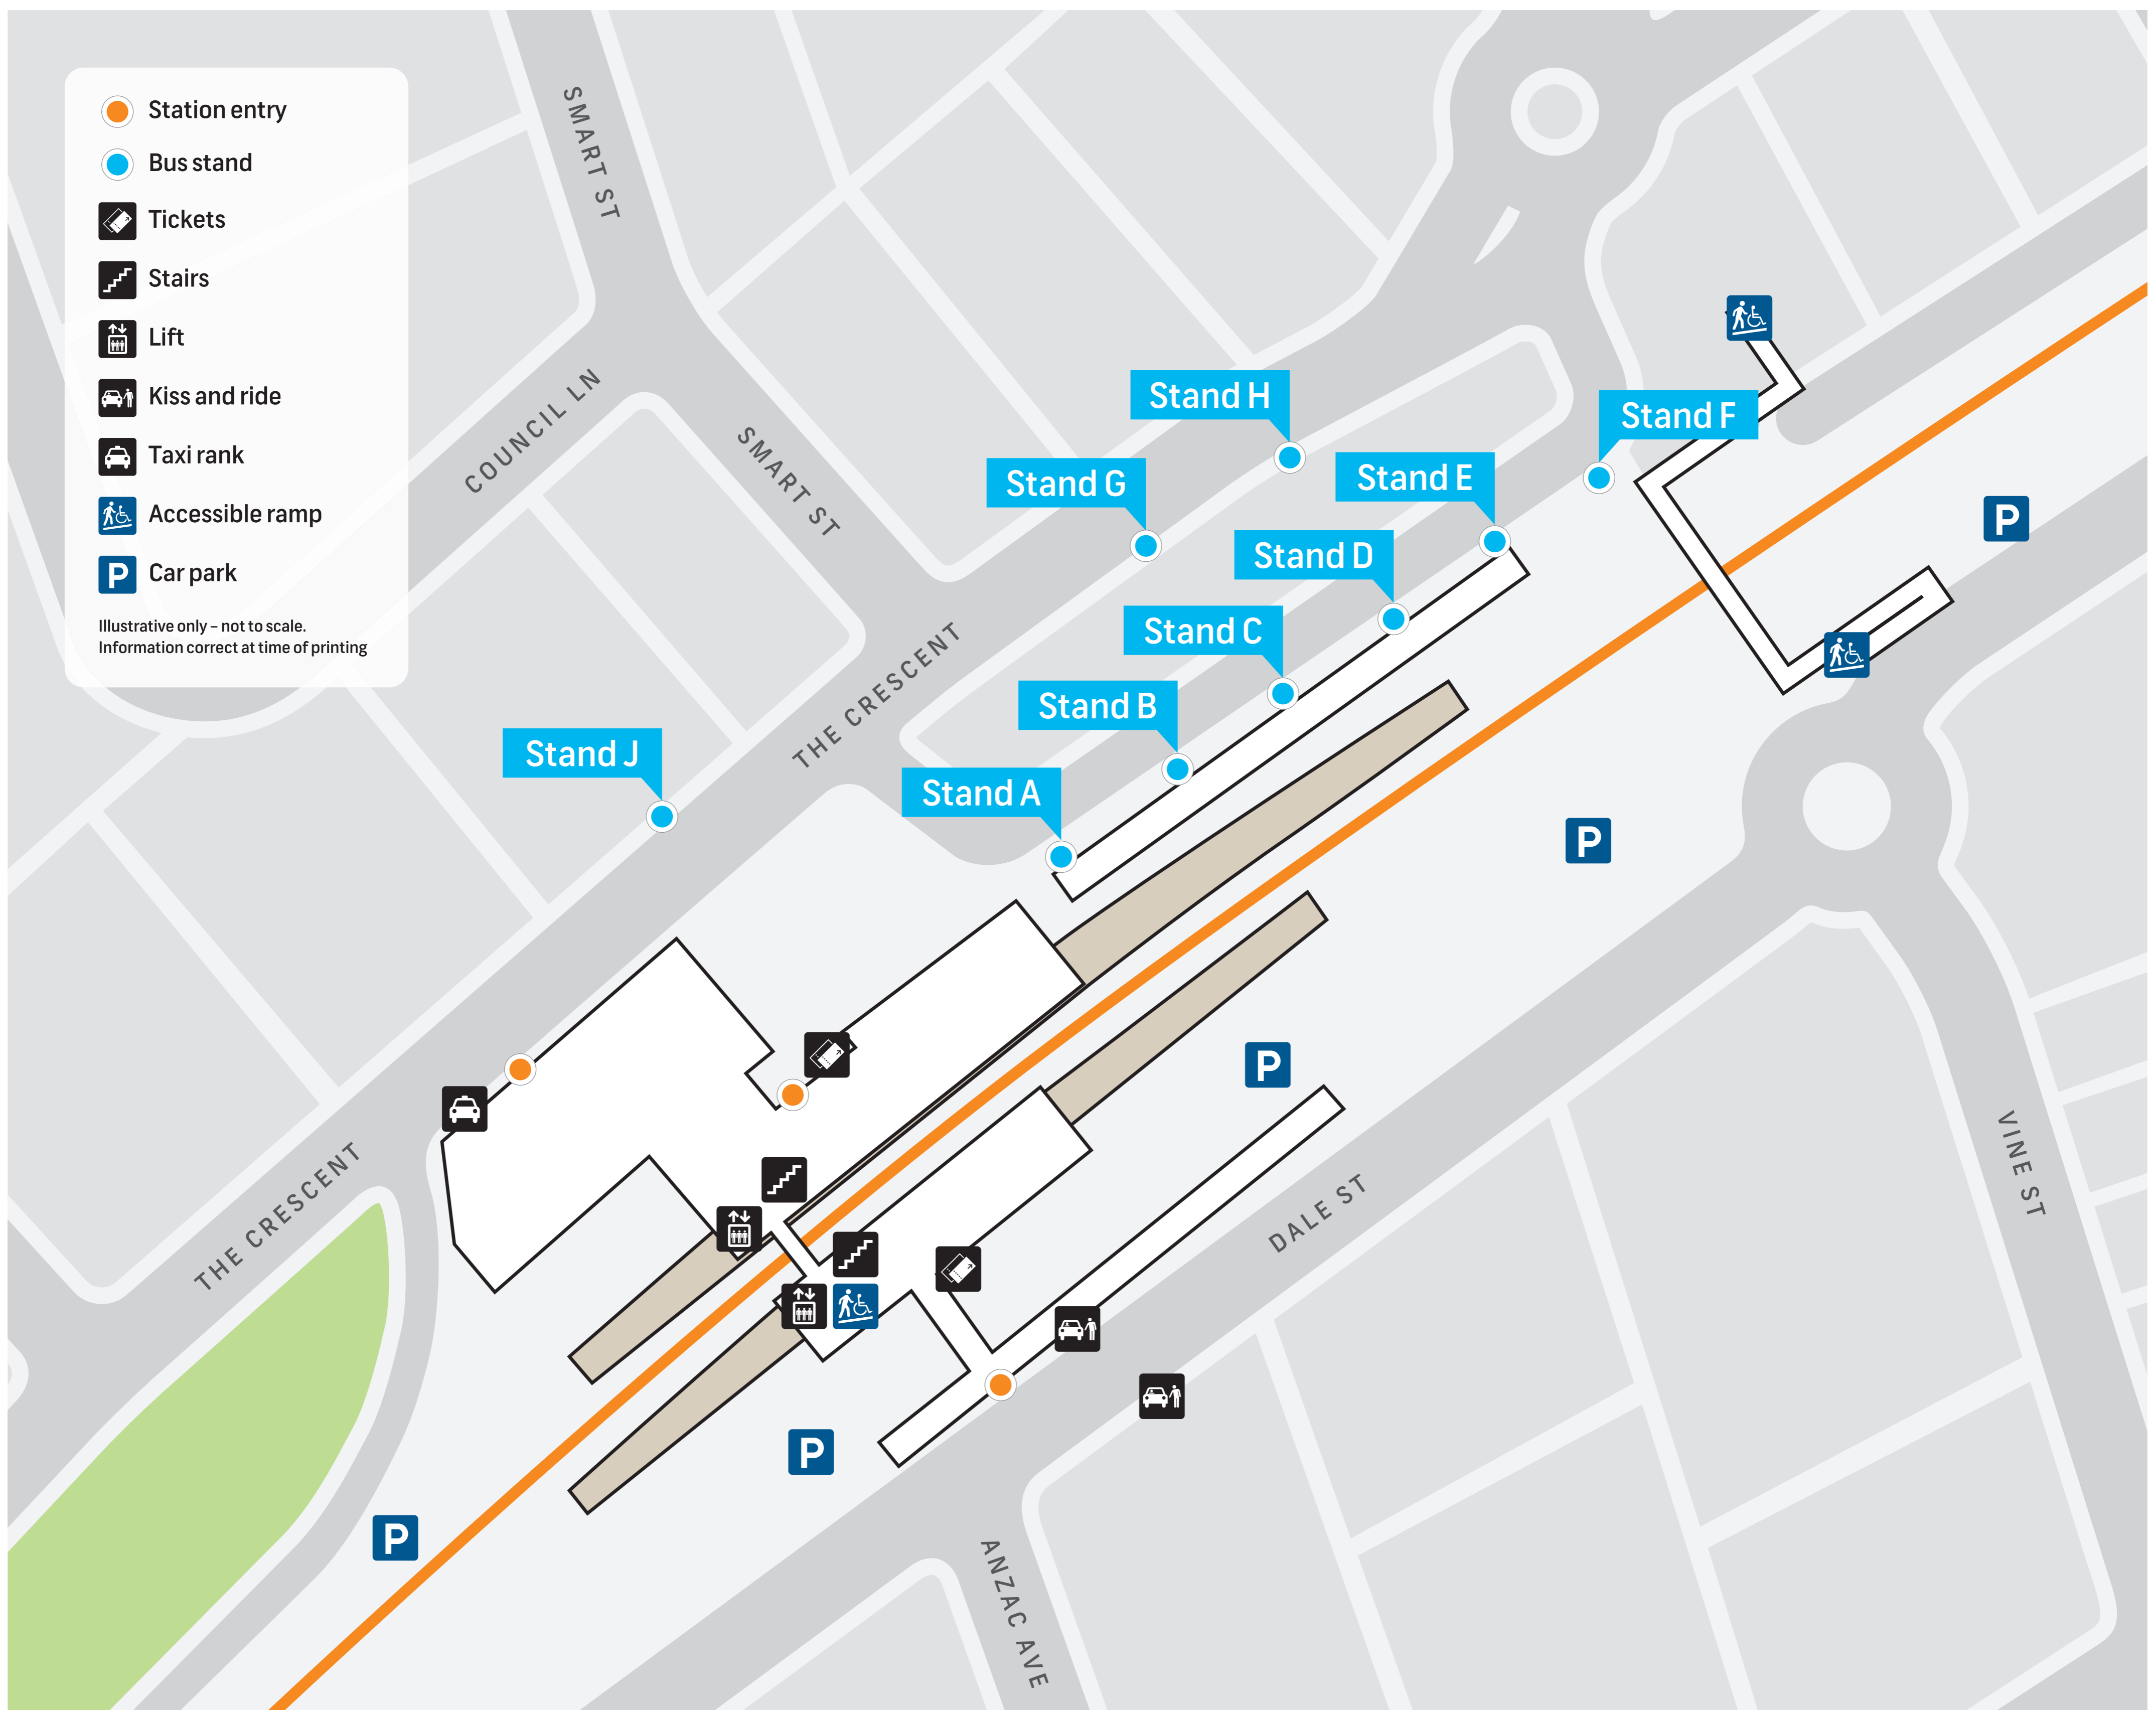 Station entry
Bus stand
Tickets
Stairs
Lift
Kiss and ride
Taxi rank
Accessible ramp
P Car park
Illustrative only – not to scale.
Information correct at time of printing
SMART ST
COUNCIL LN
SMART ST
THE CRESCENT
Stand H
Stand F
Stand G
Stand E
P
Stand D
Stand C
Stand B
Stand J
Stand A
P
P
THE CRESCENT
VINE ST
DALE ST
P
P
ANZAC AVE